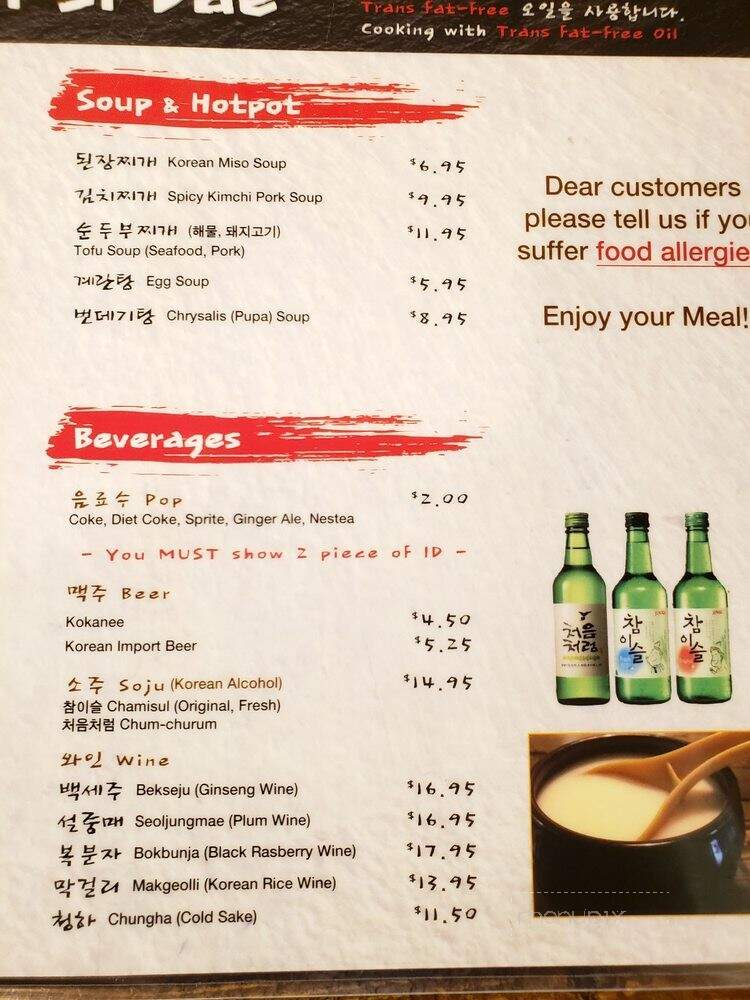 Trans fat-free 오일을 사용합니다.
Cooking with Trans fat-free Oil
Soup & Hotpot
된장찌개 Korean Miso Soup $6.95
김치찌개 Spicy Kimchi Pork Soup $9.95
순두부찌개 (해물, 돼지고기) $11.95
Tofu Soup (Seafood, Pork)
계란탕 Egg Soup $5.95
번데기탕 Chrysalis (Pupa) Soup $8.95
Dear customers
please tell us if you
suffer food allergie
Enjoy your Meal!
Beverages
음료수 Pop $2.00
Coke, Diet Coke, Sprite, Ginger Ale, Nestea
- You MUST show 2 piece of ID -
맥주 Beer
Kokanee $4.50
Korean Import Beer $5.25
소주 Soju (Korean Alcohol) $14.95
참이슬 Chamisul (Original, Fresh)
처음처럼 Chum-churum
와인 Wine
백세주 Bekseju (Ginseng Wine) $16.95
설중매 Seoljungmae (Plum Wine) $16.95
복분자 Bokbunja (Black Rasberry Wine) $17.95
막걸리 Makgeolli (Korean Rice Wine) $13.95
청하 Chungha (Cold Sake) $11.50
처음
처럼
참
이슬
참
이슬
menupix